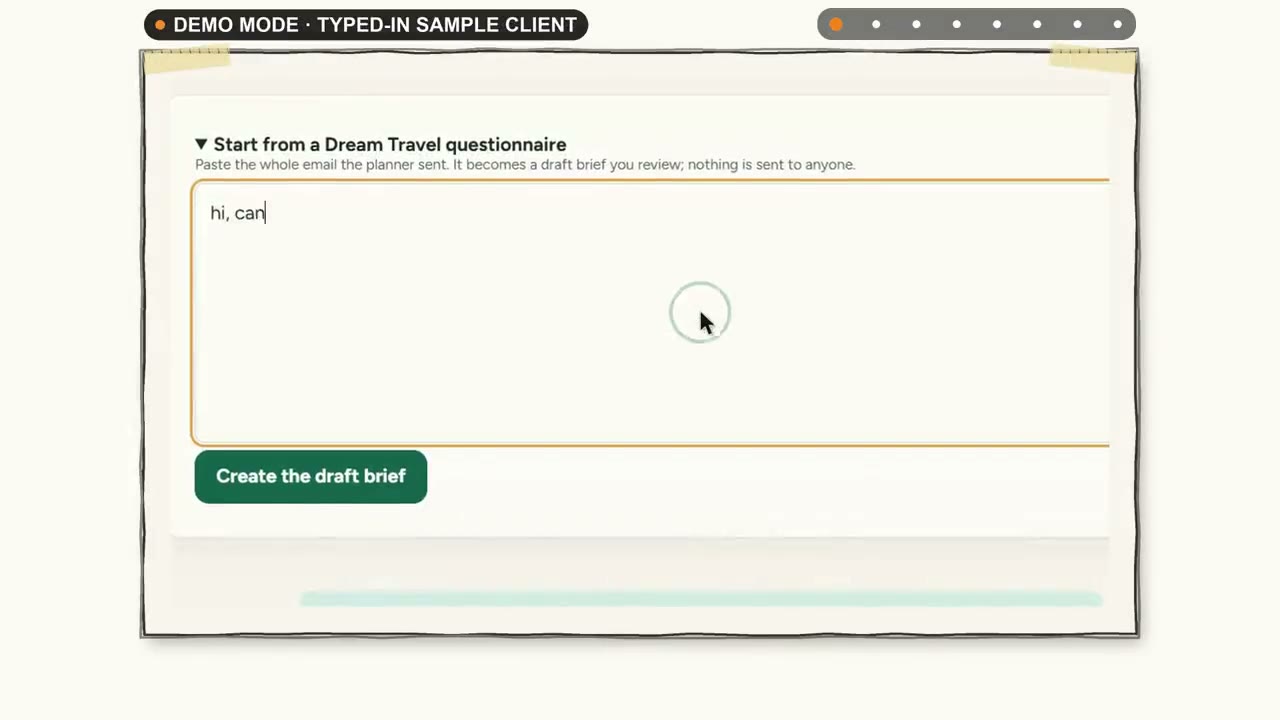 DEMO MODE · TYPED-IN SAMPLE CLIENT
▼ Start from a Dream Travel questionnaire
Paste the whole email the planner sent. It becomes a draft brief you review; nothing is sent to anyone.
hi, can
Create the draft brief